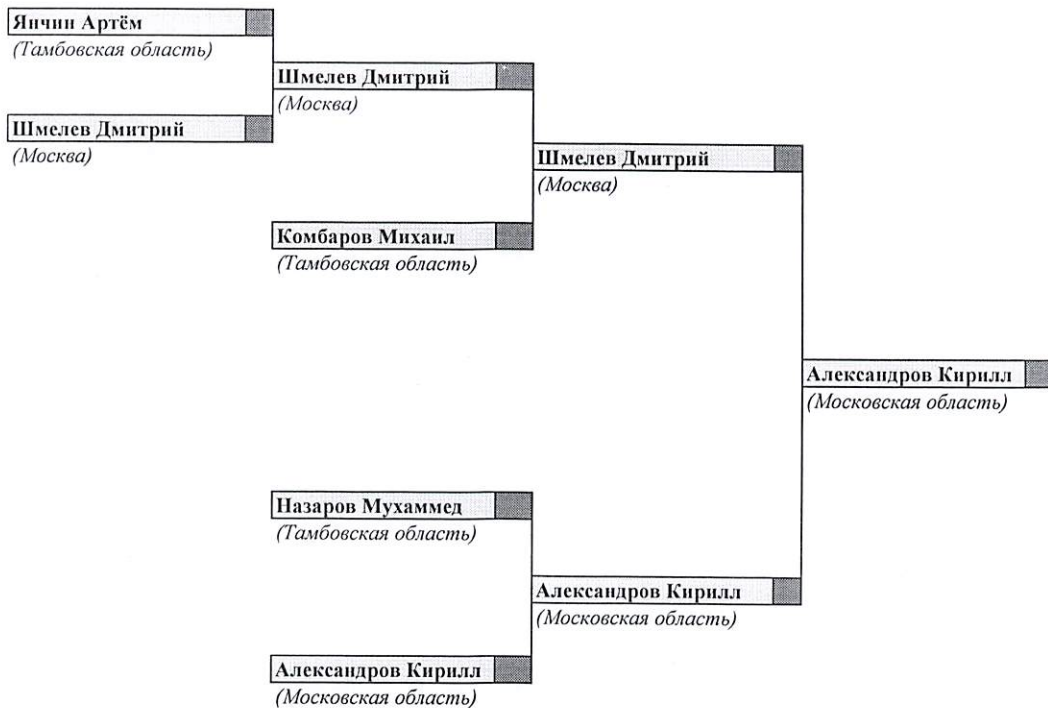 Янчин Артём
(Тамбовская область)
Шмелев Дмитрий
(Москва)
Шмелев Дмитрий
(Москва)
Шмелев Дмитрий
(Москва)
Комбаров Михаил
(Тамбовская область)
Александров Кирилл
(Московская область)
Назаров Мухаммед
(Тамбовская область)
Александров Кирилл
(Московская область)
Александров Кирилл
(Московская область)